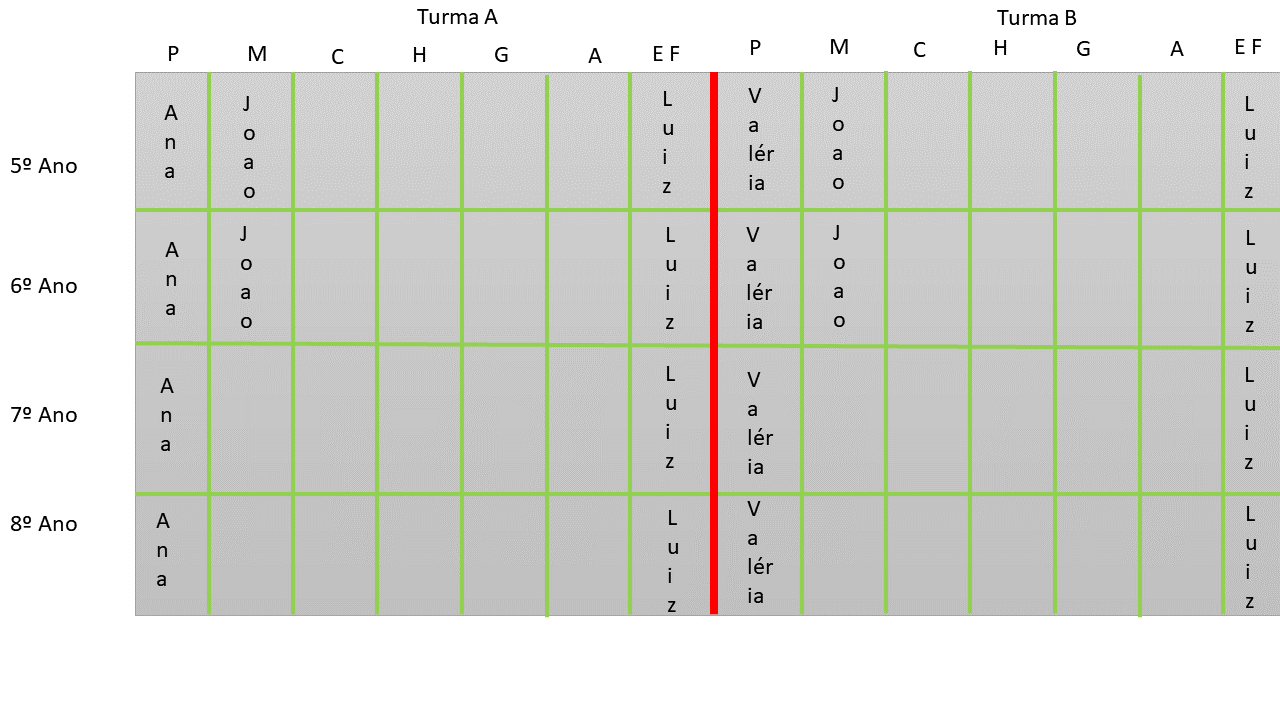 Turma A Turma B
P M C H G A E F P M C H G A E F
5º Ano Ana Joao Luiz Valéria Joao Luiz
6º Ano Ana Joao Luiz Valéria Joao Luiz
7º Ano Ana Luiz Valéria Luiz
8º Ano Ana Luiz Valéria Luiz